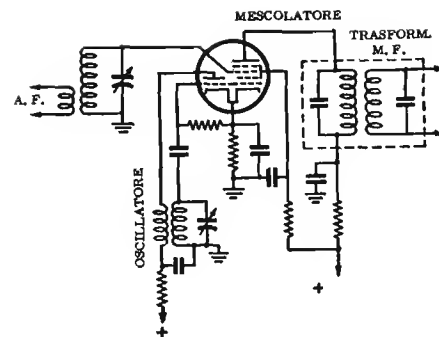 MESCOLATORE
TRASFORM.
M. F.
A. F.
OSCILLATORE
+
+